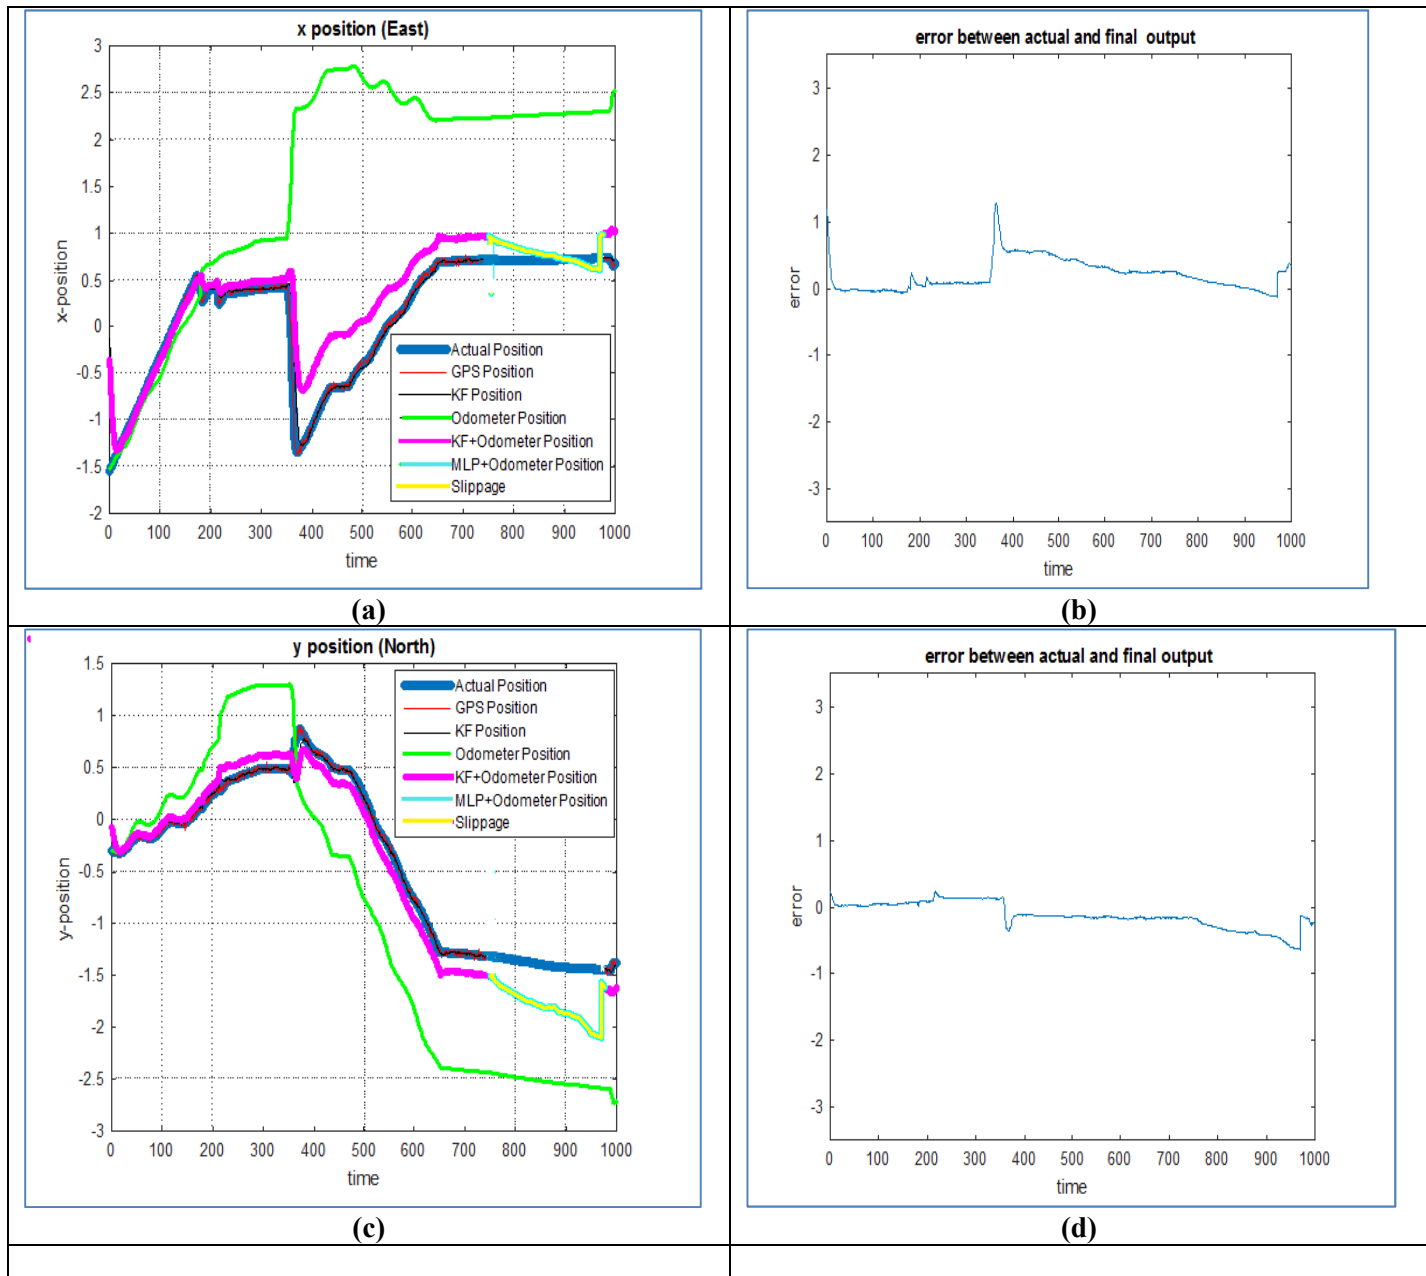 x position (East)
3
2.5
2
1.5
1
0.5
0
-0.5
-1
-1.5
-2
x-position
0 100 200 300 400 500 600 700 800 900 1000
time
Actual Position
GPS Position
KF Position
Odometer Position
KF+Odometer Position
MLP+Odometer Position
Slippage
(a)
error between actual and final output
3
2
1
0
-1
-2
-3
error
0 100 200 300 400 500 600 700 800 900 1000
time
(b)
y position (North)
1.5
1
0.5
0
-0.5
-1
-1.5
-2
-2.5
-3
y-position
0 100 200 300 400 500 600 700 800 900 1000
time
Actual Position
GPS Position
KF Position
Odometer Position
KF+Odometer Position
MLP+Odometer Position
Slippage
(c)
error between actual and final output
3
2
1
0
-1
-2
-3
error
0 100 200 300 400 500 600 700 800 900 1000
time
(d)